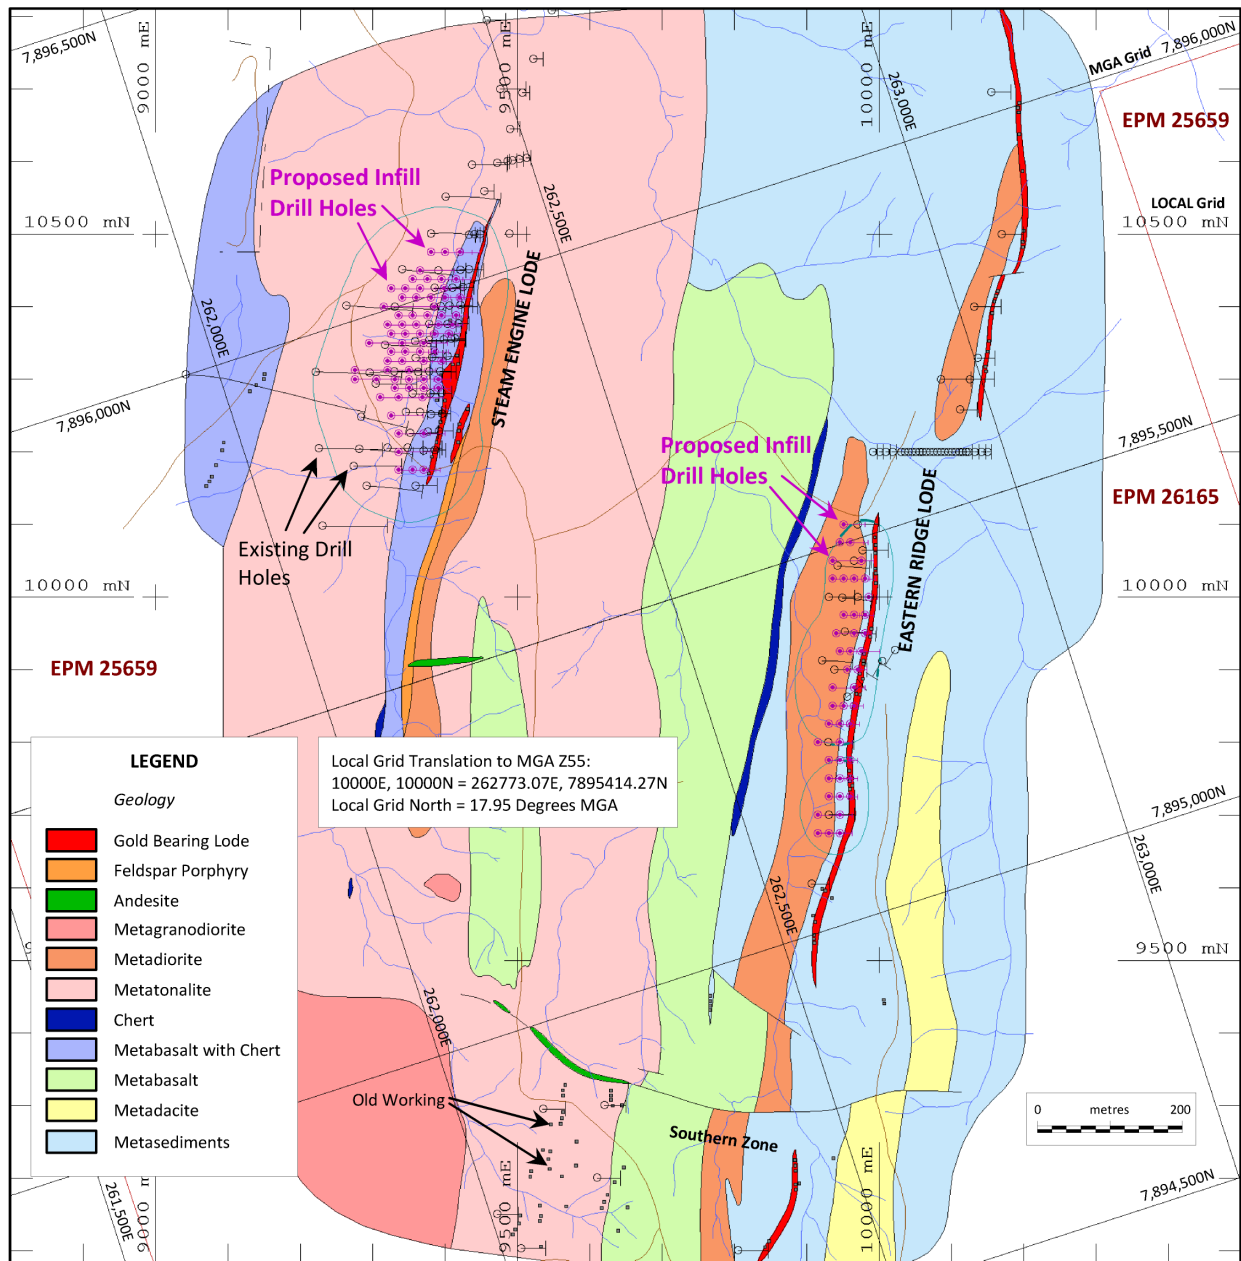 7,896,500N
9000 mE
9500 mE
10000 mE
263,000E
MGA Grid
7,896,000N
EPM 25659
Proposed Infill
Drill Holes
262,500E
LOCAL Grid
10500 mN
10500 mN
STEAM ENGINE LODE
262,000E
7,896,000N
7,895,500N
Proposed Infill
Drill Holes
EASTERN RIDGE LODE
EPM 26165
Existing Drill
Holes
10000 mN
10000 mN
EPM 25659
LEGEND
Geology
Gold Bearing Lode
Feldspar Porphyry
Andesite
Metagranodiorite
Metadiorite
Metatonalite
Chert
Metabasalt with Chert
Metabasalt
Metadacite
Metasediments
Local Grid Translation to MGA Z55:
10000E, 10000N = 262773.07E, 7895414.27N
Local Grid North = 17.95 Degrees MGA
7,895,000N
263,000E
262,500E
9500 mN
262,000E
Old Working
Southern Zone
0 metres 200
7,894,500N
261,500E
9000 m
9500 mE
10000 mE